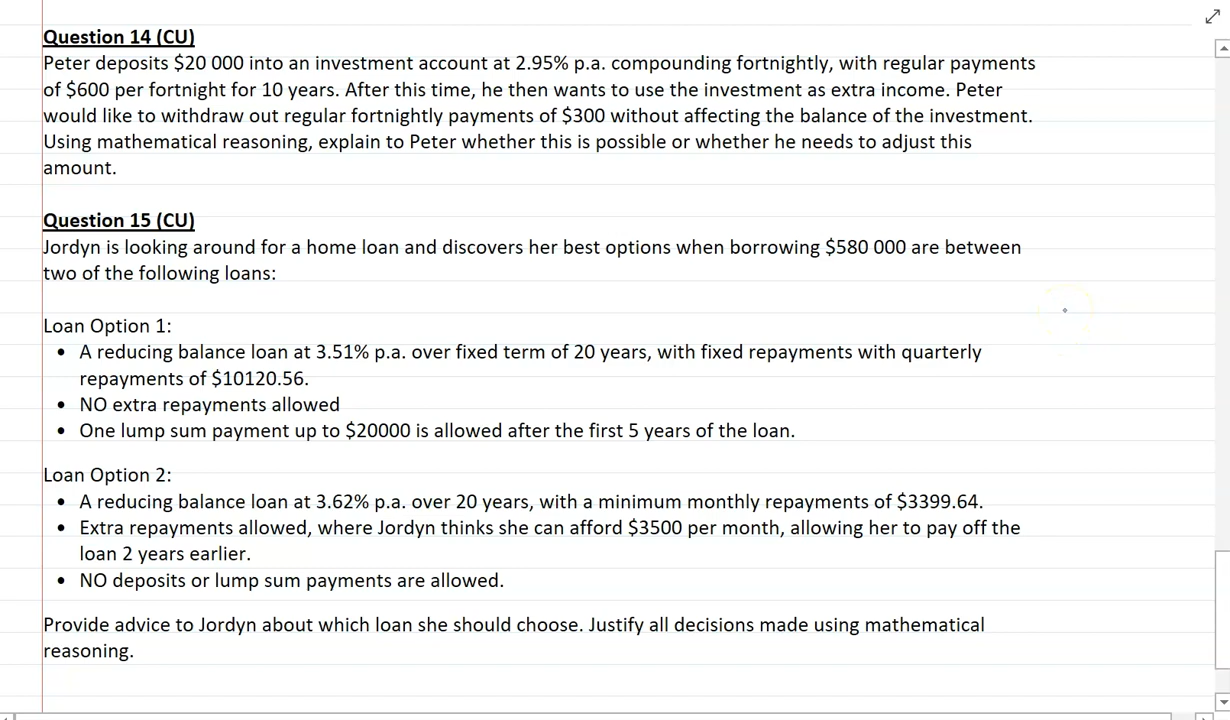 Question 14 (CU)
Peter deposits $20 000 into an investment account at 2.95% p.a. compounding fortnightly, with regular payments
of $600 per fortnight for 10 years. After this time, he then wants to use the investment as extra income. Peter
would like to withdraw out regular fortnightly payments of $300 without affecting the balance of the investment.
Using mathematical reasoning, explain to Peter whether this is possible or whether he needs to adjust this
amount.
Question 15 (CU)
Jordyn is looking around for a home loan and discovers her best options when borrowing $580 000 are between
two of the following loans:
Loan Option 1:
• A reducing balance loan at 3.51% p.a. over fixed term of 20 years, with fixed repayments with quarterly
repayments of $10120.56.
• NO extra repayments allowed
• One lump sum payment up to $20000 is allowed after the first 5 years of the loan.
Loan Option 2:
• A reducing balance loan at 3.62% p.a. over 20 years, with a minimum monthly repayments of $3399.64.
• Extra repayments allowed, where Jordyn thinks she can afford $3500 per month, allowing her to pay off the
loan 2 years earlier.
• NO deposits or lump sum payments are allowed.
Provide advice to Jordyn about which loan she should choose. Justify all decisions made using mathematical
reasoning.